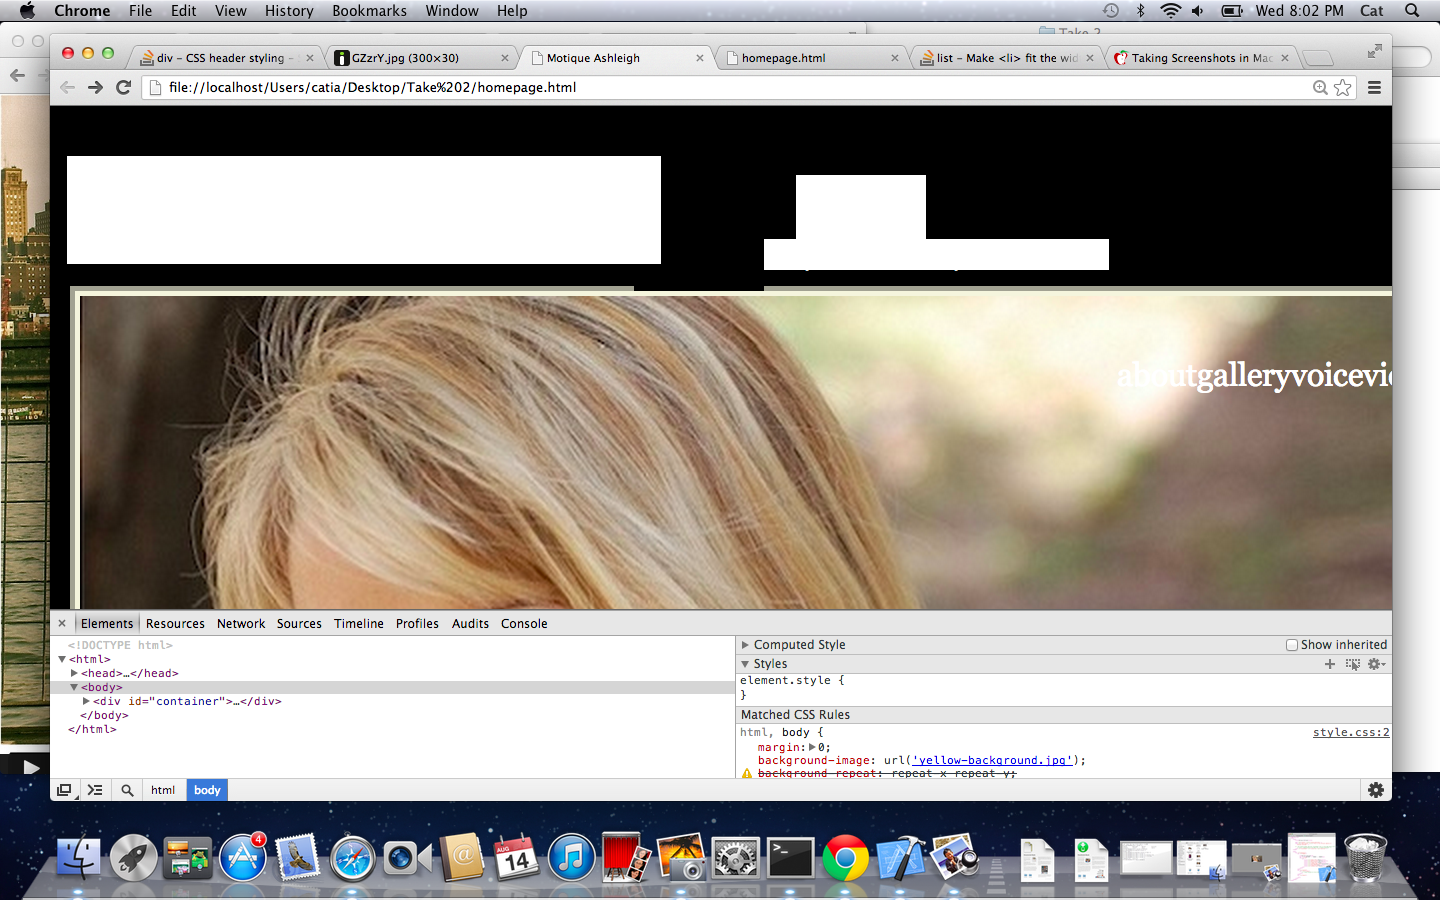 Chrome File Edit View History Bookmarks Window Help Wed 8:02 PM Cat
Take 2
div – CSS header styling –
GZzrY.jpg (300×30)
Motique Ashleigh
homepage.html
list – Make <li> fit the wid
Taking Screenshots in Mac
file://localhost/Users/catia/Desktop/Take%202/homepage.html
aboutgalleryvoicevi
Elements Resources Network Sources Timeline Profiles Audits Console
<!DOCTYPE html>
<html>
<head>…</head>
<body>
<div id="container">…</div>
</body>
</html>
Computed Style Show inherited
Styles
element.style {
}
Matched CSS Rules
html, body { style.css:2
margin: 0;
background-image: url('yellow-background.jpg');
background-repeat: repeat-x repeat-y;
html body
4
AUG
14